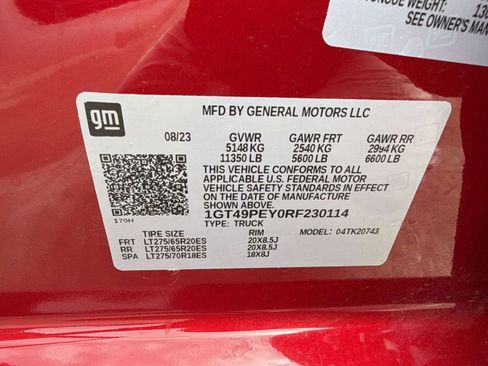 TONGUE WEIGHT:
SEE OWNER'S MAN
gm
MFD BY GENERAL MOTORS LLC
08/23 GVWR GAWR FRT GAWR RR
5148 KG 2540 KG 2994 KG
11350 LB 5600 LB 6600 LB
THIS VEHICLE CONFORMS TO ALL
APPLICABLE U.S. FEDERAL MOTOR
VEHICLE SAFETY STANDARDS IN EFFECT
ON THE DATE OF MANUFACTURE
SHOWN ABOVE.
170H 1GT49PEY0RF230114
TYPE: TRUCK
TIRE SIZE RIM MODEL: 04TK20743
FRT LT275/65R20ES 20X8.5J
RR LT275/65R20ES 20X8.5J
SPA LT275/70R18ES 18X8J